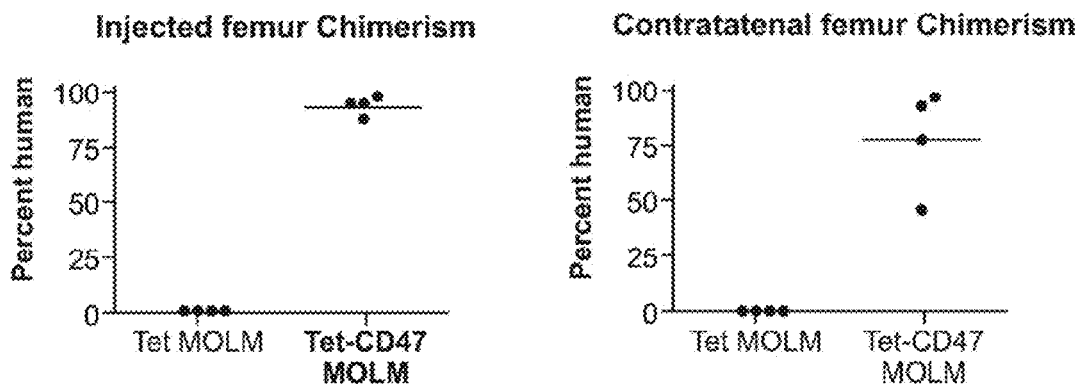 Injected femur Chimerism
Percent human
100
75
50
25
0
Tet MOLM
Tet-CD47
MOLM
Contratatenal femur Chimerism
Percent human
100
75
50
25
0
Tet MOLM
Tet-CD47
MOLM